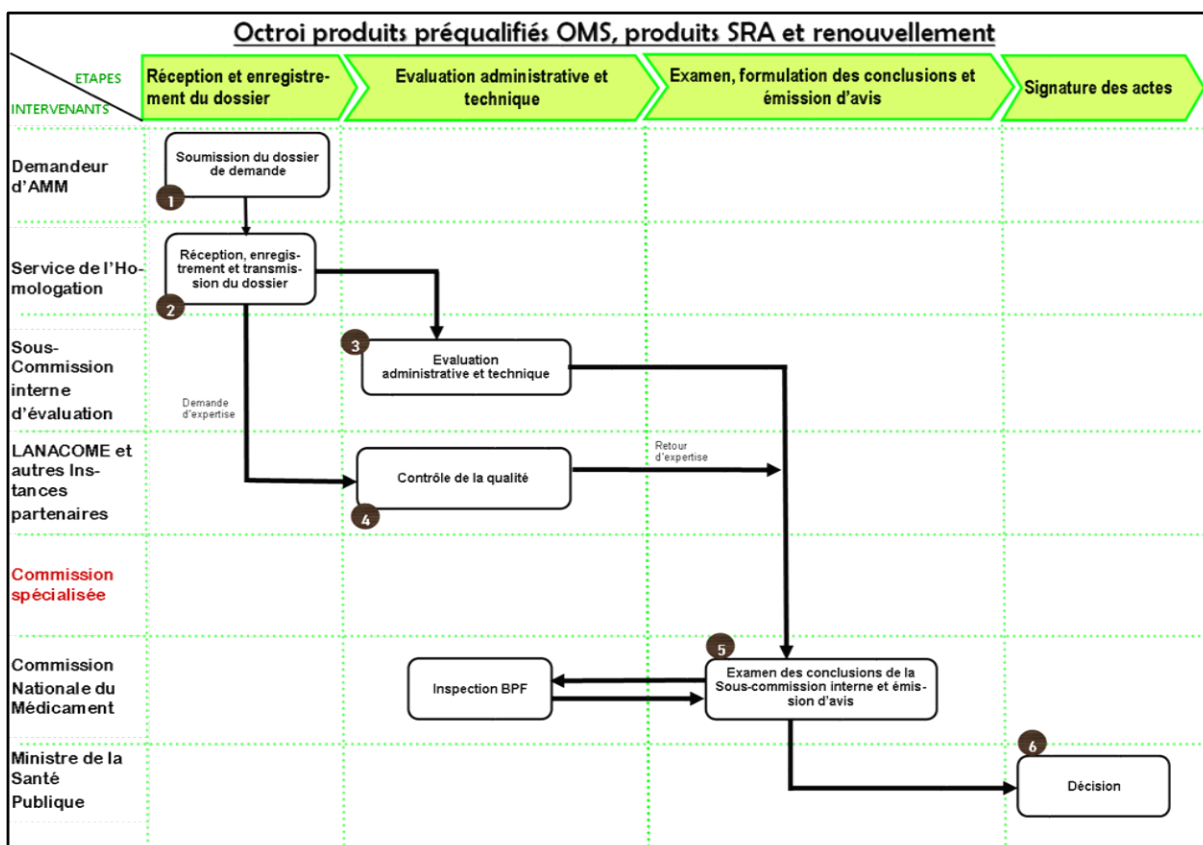 Octroi produits préqualifiés OMS, produits SRA et renouvellement
ETAPES
INTERVENANTS
Réception et enregistre-
ment du dossier
Evaluation administrative et
technique
Examen, formulation des conclusions et
émission d'avis
Signature des actes
Demandeur
d'AMM
Soumission du dossier
de demande
1
Service de l'Ho-
mologation
Réception, enregis-
trement et transmis-
sion du dossier
2
Sous-
Commission
interne
d'évaluation
3
Evaluation
administrative et technique
Demande
d'expertise
LANACOME et
autres Ins-
tances
partenaires
Contrôle de la qualité
4
Retour
d'expertise
Commission
spécialisée
Commission
Nationale du
Médicament
Inspection BPF
5
Examen des conclusions de la
Sous-commission interne et émis-
sion d'avis
Ministre de la
Santé
Publique
6
Décision